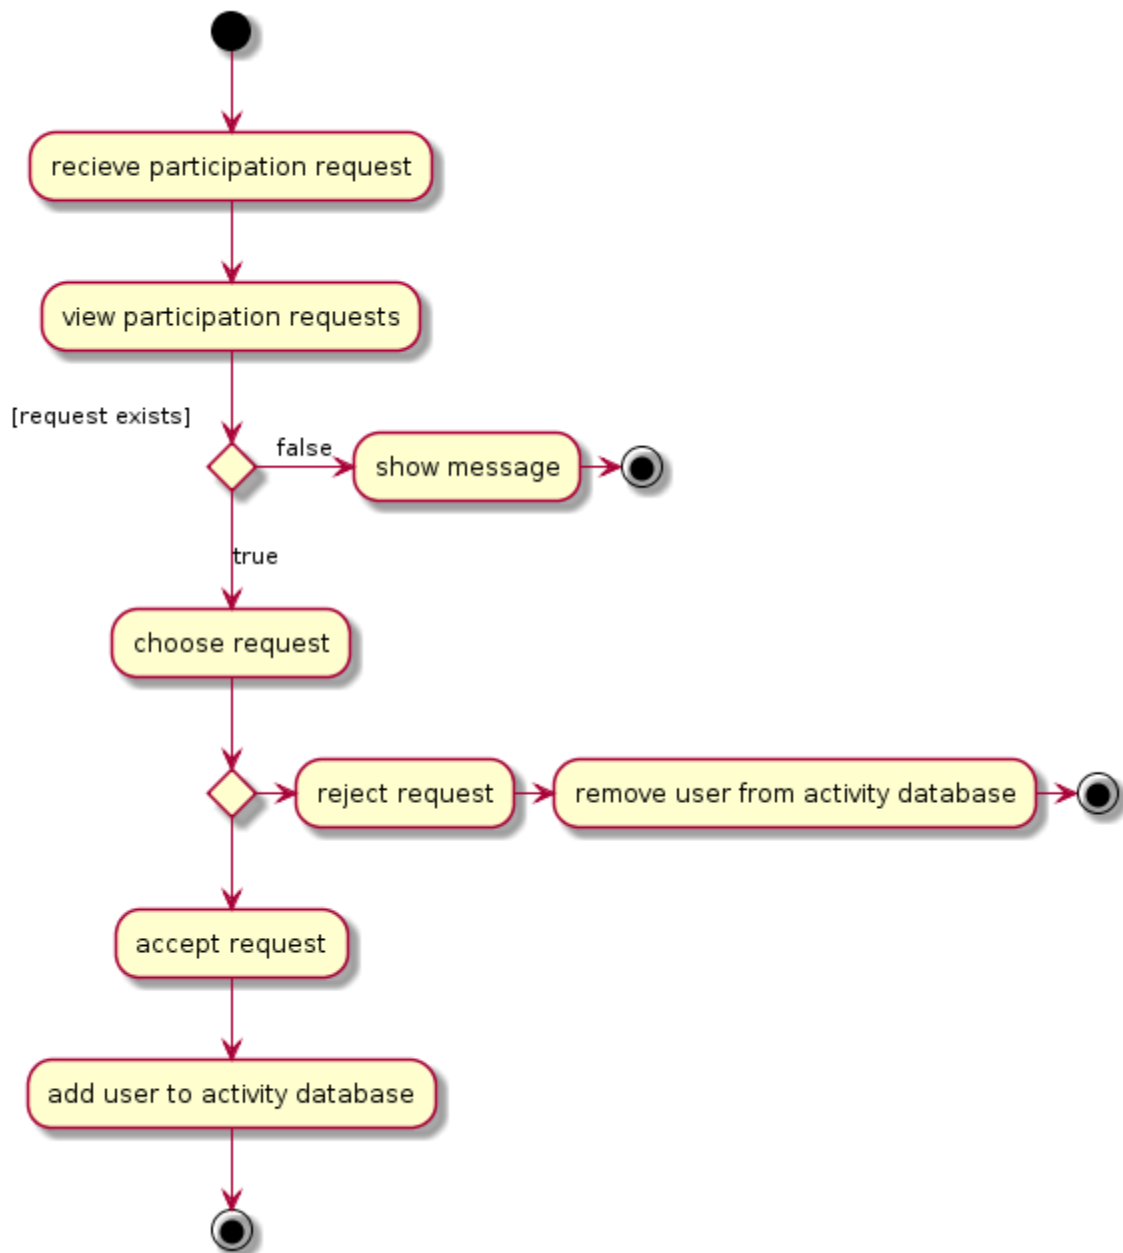 recieve participation request
view participation requests
[request exists]
false
show message
true
choose request
reject request
remove user from activity database
accept request
add user to activity database